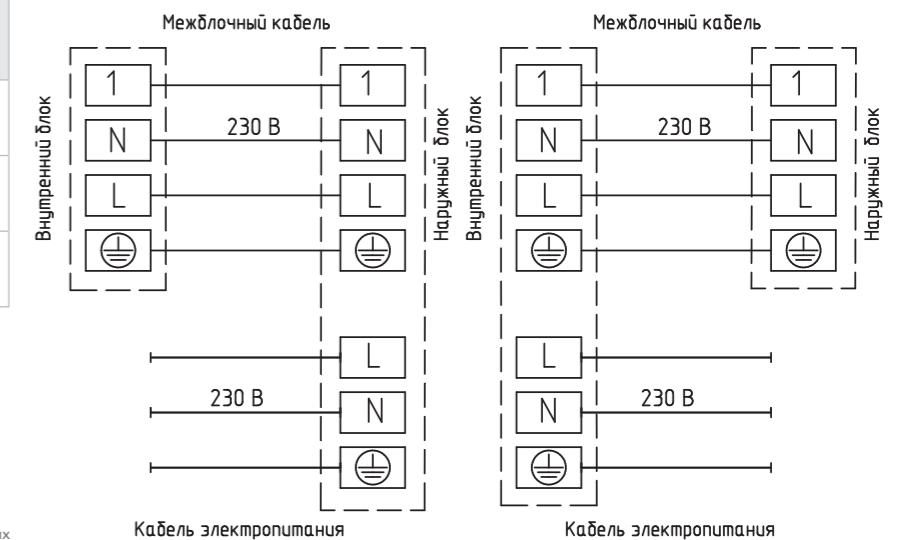 Межблочный кабель
Внутренний блок
1 1
N 230 В N
L L
Наружный блок
L
230 В N
Кабель электропитания
Межблочный кабель
Внутренний блок
1 1
N 230 В N
L L
Наружный блок
L
N 230 В
Кабель электропитания
их